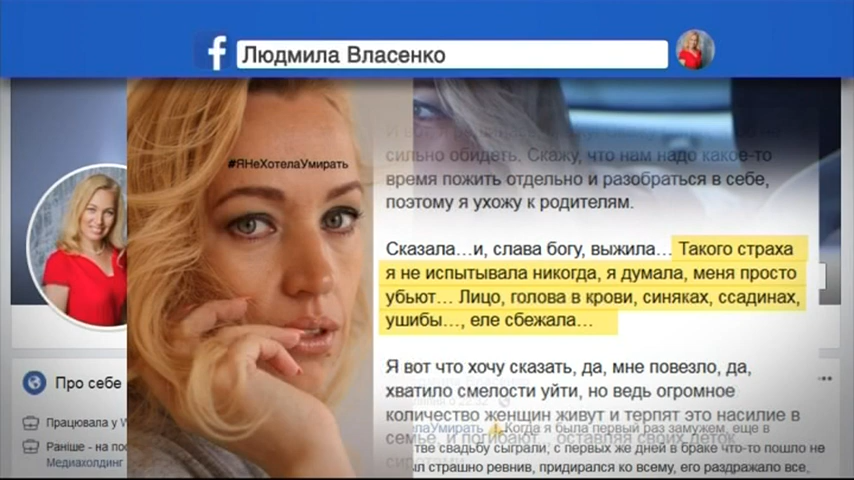 f Людмила Власенко
#ЯНеХотелаУмирать
сильно обидеть. Скажу, что нам надо какое-то
время пожить отдельно и разобраться в себе,
поэтому я ухожу к родителям.
Сказала…и, слава богу, выжила… Такого страха
я не испытывала никогда, я думала, меня просто
убьют… Лицо, голова в крови, синяках, ссадинах,
ушибы…, еле сбежала…
Я вот что хочу сказать, да, мне повезло, да,
хватило смелости уйти, но ведь огромное
количество женщин живут и терпят это насилие в
семье, и погибают… оставляя своих деток
Про себе
Працювала у
Раніше - на
Медиахолдинг
Умирать Когда я была первый раз замужем, еще в
стве свадьбу сыграли, с первых же дней в браке что-то пошло не
страшно ревнив, придирался ко всему, его раздражало все,